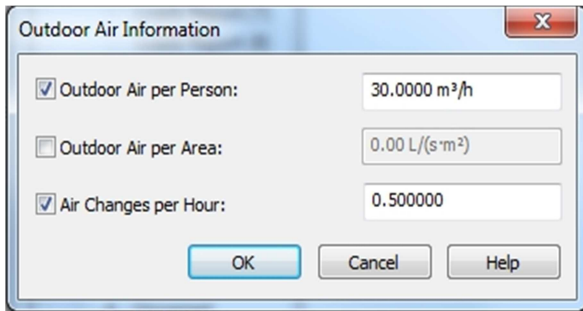 Outdoor Air Information
Outdoor Air per Person: 30.0000 m³/h
Outdoor Air per Area: 0.00 L/(s·m²)
Air Changes per Hour: 0.500000
OK Cancel Help